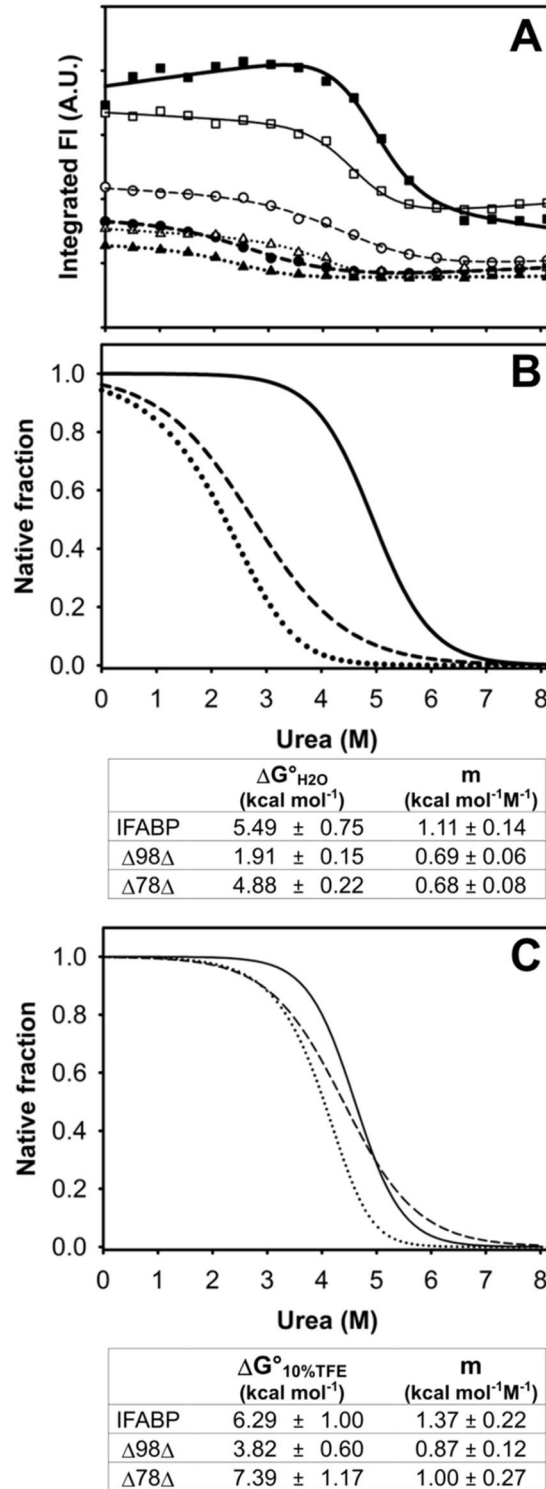 A
Integrated FI (A.U.)
B
1.0
0.8
0.6
0.4
0.2
0.0
Native fraction
0 1 2 3 4 5 6 7 8
Urea (M)
ΔG°H2O m
(kcal mol-1) (kcal mol-1M-1)
IFABP 5.49 ± 0.75 1.11 ± 0.14
Δ98Δ 1.91 ± 0.15 0.69 ± 0.06
Δ78Δ 4.88 ± 0.22 0.68 ± 0.08
C
1.0
0.8
0.6
0.4
0.2
0.0
Native fraction
0 1 2 3 4 5 6 7 8
Urea (M)
ΔG°10%TFE m
(kcal mol-1) (kcal mol-1M-1)
IFABP 6.29 ± 1.00 1.37 ± 0.22
Δ98Δ 3.82 ± 0.60 0.87 ± 0.12
Δ78Δ 7.39 ± 1.17 1.00 ± 0.27